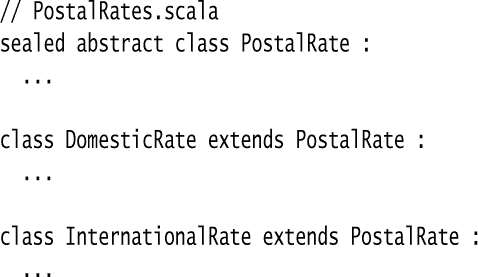 // PostalRates.scala
sealed abstract class PostalRate :
...
class DomesticRate extends PostalRate :
...
class InternationalRate extends PostalRate :
...